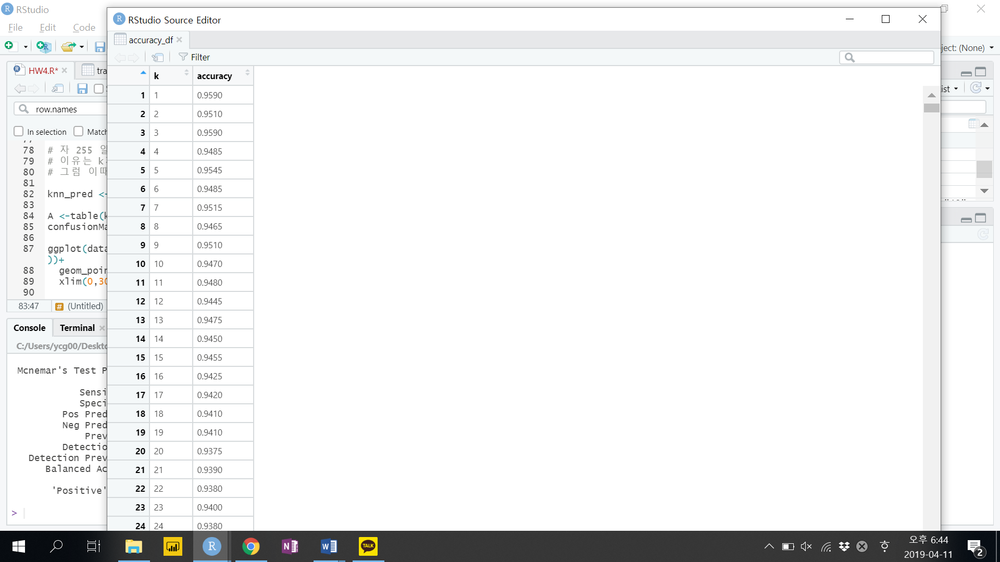 RStudio
File Edit Code
ject: (None)
HW4.R* tra
row.names
In selection Match
77
78 # 자 255 일
79 # 이유는 k
80 # 그럼 이때
81
82 knn_pred <-
83
84 A <-table(k
85 confusionMa
86
87 ggplot(data
))+
88 geom_poin
89 xlim(0,30
90
83:47 # (Untitled)
Console Terminal
C:/Users/ycg00/Deskto
Mcnemar's Test P
Sensi
Speci
Pos Pred
Neg Pred
Prev
Detectio
Detection Prev
Balanced Ac
'Positive'
>
R RStudio Source Editor
accuracy_df
Filter
k accuracy
1 1 0.9590
2 2 0.9510
3 3 0.9590
4 4 0.9485
5 5 0.9545
6 6 0.9485
7 7 0.9515
8 8 0.9465
9 9 0.9510
10 10 0.9470
11 11 0.9480
12 12 0.9445
13 13 0.9475
14 14 0.9450
15 15 0.9455
16 16 0.9425
17 17 0.9420
18 18 0.9410
19 19 0.9410
20 20 0.9375
21 21 0.9390
22 22 0.9380
23 23 0.9400
24 24 0.9380
ist
R
N
W
TALK
오후 6:44
2019-04-11
2